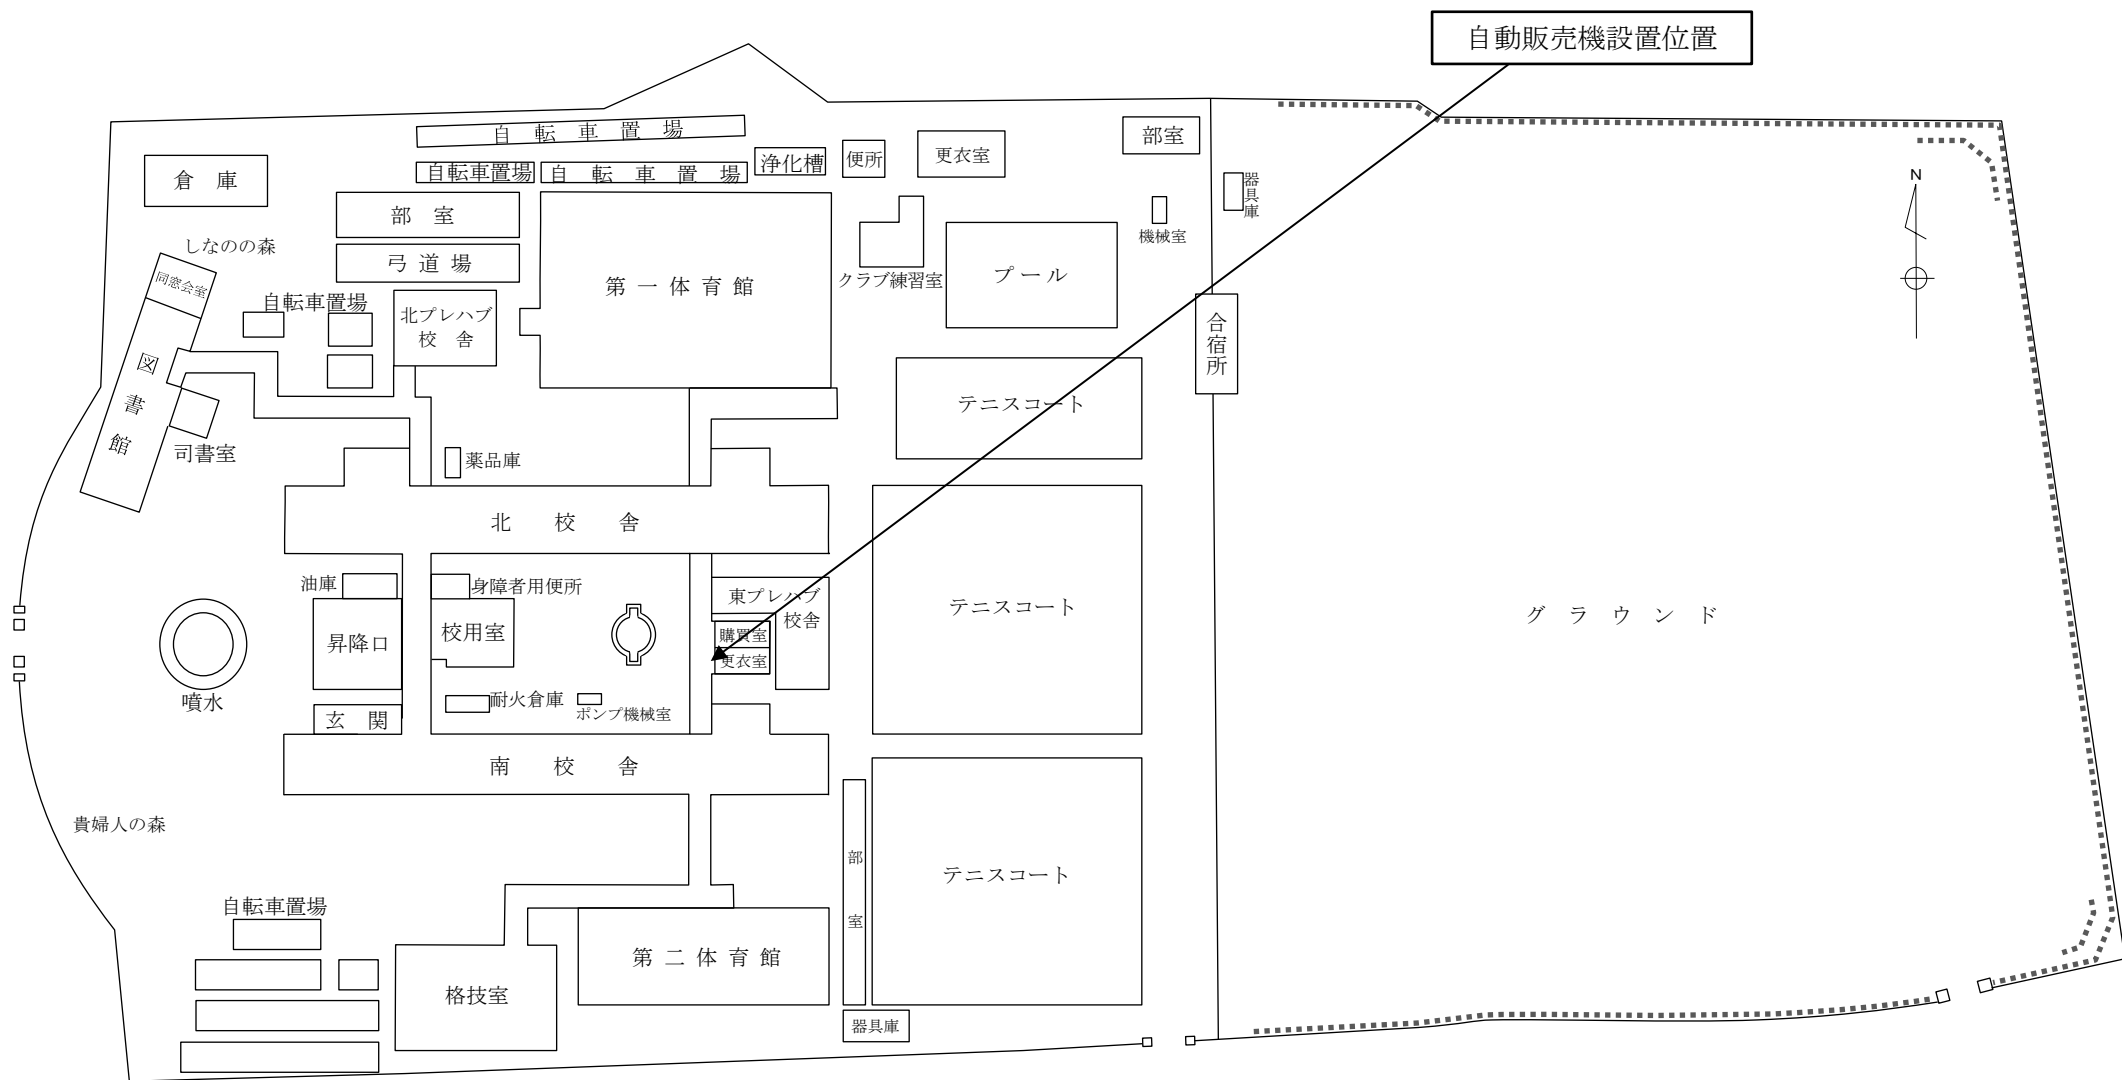 自動販売機設置位置
自転車置場
部室
浄化槽
便所
更衣室
自転車置場
自転車置場
倉庫
器具庫
N
部室
機械室
しなのの森
弓道場
同窓会室
第一体育館
クラブ練習室
プール
自転車置場
北プレハブ
校舎
合宿所
図書館
テニスコート
司書室
薬品庫
北校舎
油庫
身障者用便所
東プレハブ
校舎
テニスコート
グラウンド
昇降口
校用室
購買室
更衣室
噴水
耐火倉庫
ポンプ機械室
玄関
南校舎
貴婦人の森
部室
テニスコート
自転車置場
第二体育館
格技室
器具庫